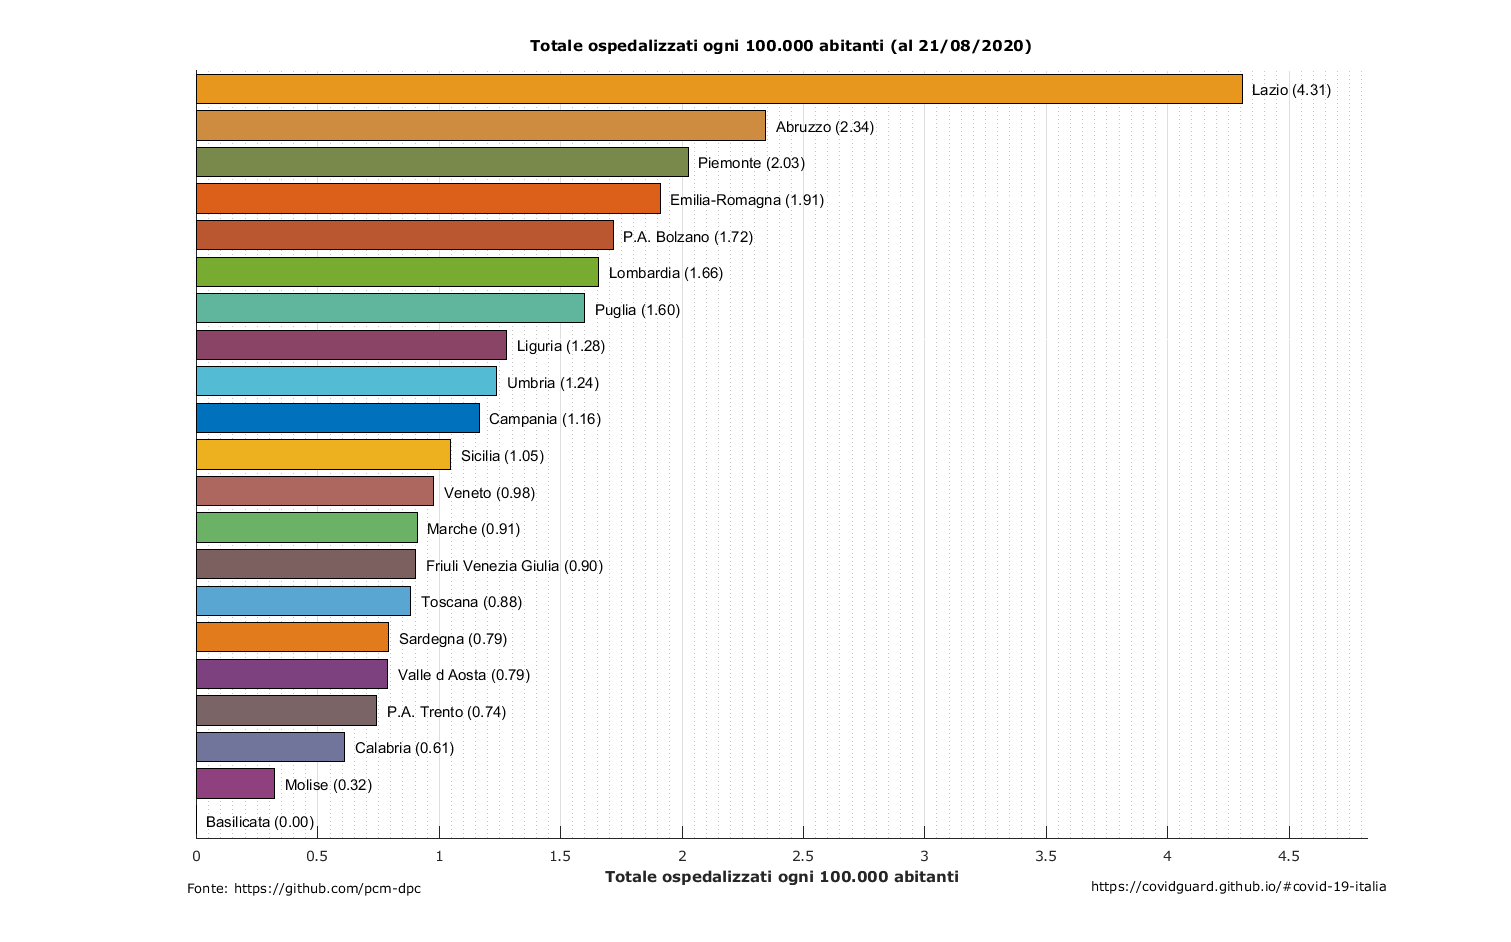 Totale ospedalizzati ogni 100.000 abitanti (al 21/08/2020)
Lazio (4.31)
Abruzzo (2.34)
Piemonte (2.03)
Emilia-Romagna (1.91)
P.A. Bolzano (1.72)
Lombardia (1.66)
Puglia (1.60)
Liguria (1.28)
Umbria (1.24)
Campania (1.16)
Sicilia (1.05)
Veneto (0.98)
Marche (0.91)
Friuli Venezia Giulia (0.90)
Toscana (0.88)
Sardegna (0.79)
Valle d Aosta (0.79)
P.A. Trento (0.74)
Calabria (0.61)
Molise (0.32)
Basilicata (0.00)
0 0.5 1 1.5 2 2.5 3 3.5 4 4.5
Totale ospedalizzati ogni 100.000 abitanti
Fonte: https://github.com/pcm-dpc
https://covidguard.github.io/#covid-19-italia